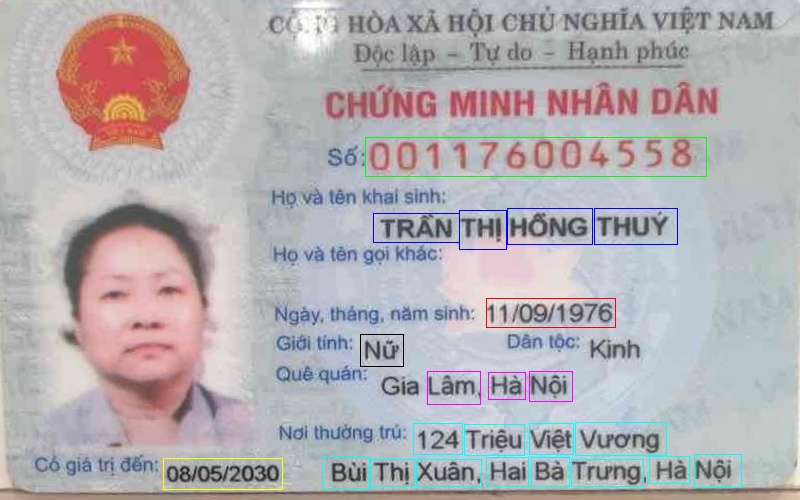 CỘNG HÒA XÃ HỘI CHỦ NGHĨA VIỆT NAM
Độc lập - Tự do - Hạnh phúc
CHỨNG MINH NHÂN DÂN
Số: 001176004558
Họ và tên khai sinh:
TRẦN THỊ HỒNG THUÝ
Họ và tên gọi khác:
Ngày, tháng, năm sinh: 11/09/1976
Giới tính: Nữ Dân tộc: Kinh
Quê quán: Gia Lâm, Hà Nội
Nơi thường trú: 124 Triệu Việt Vương
Bùi Thị Xuân, Hai Bà Trưng, Hà Nội
Có giá trị đến: 08/05/2030